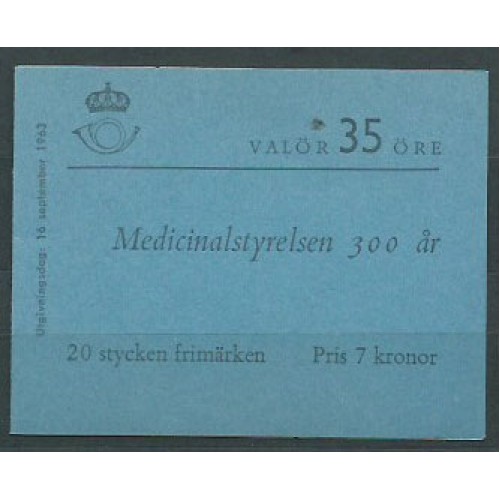 VALÖR 35 ÖRE
Medicinalstyrelsen 300 år
20 stycken frimärken Pris 7 kronor
Utgivningsdag: 16 september 1963